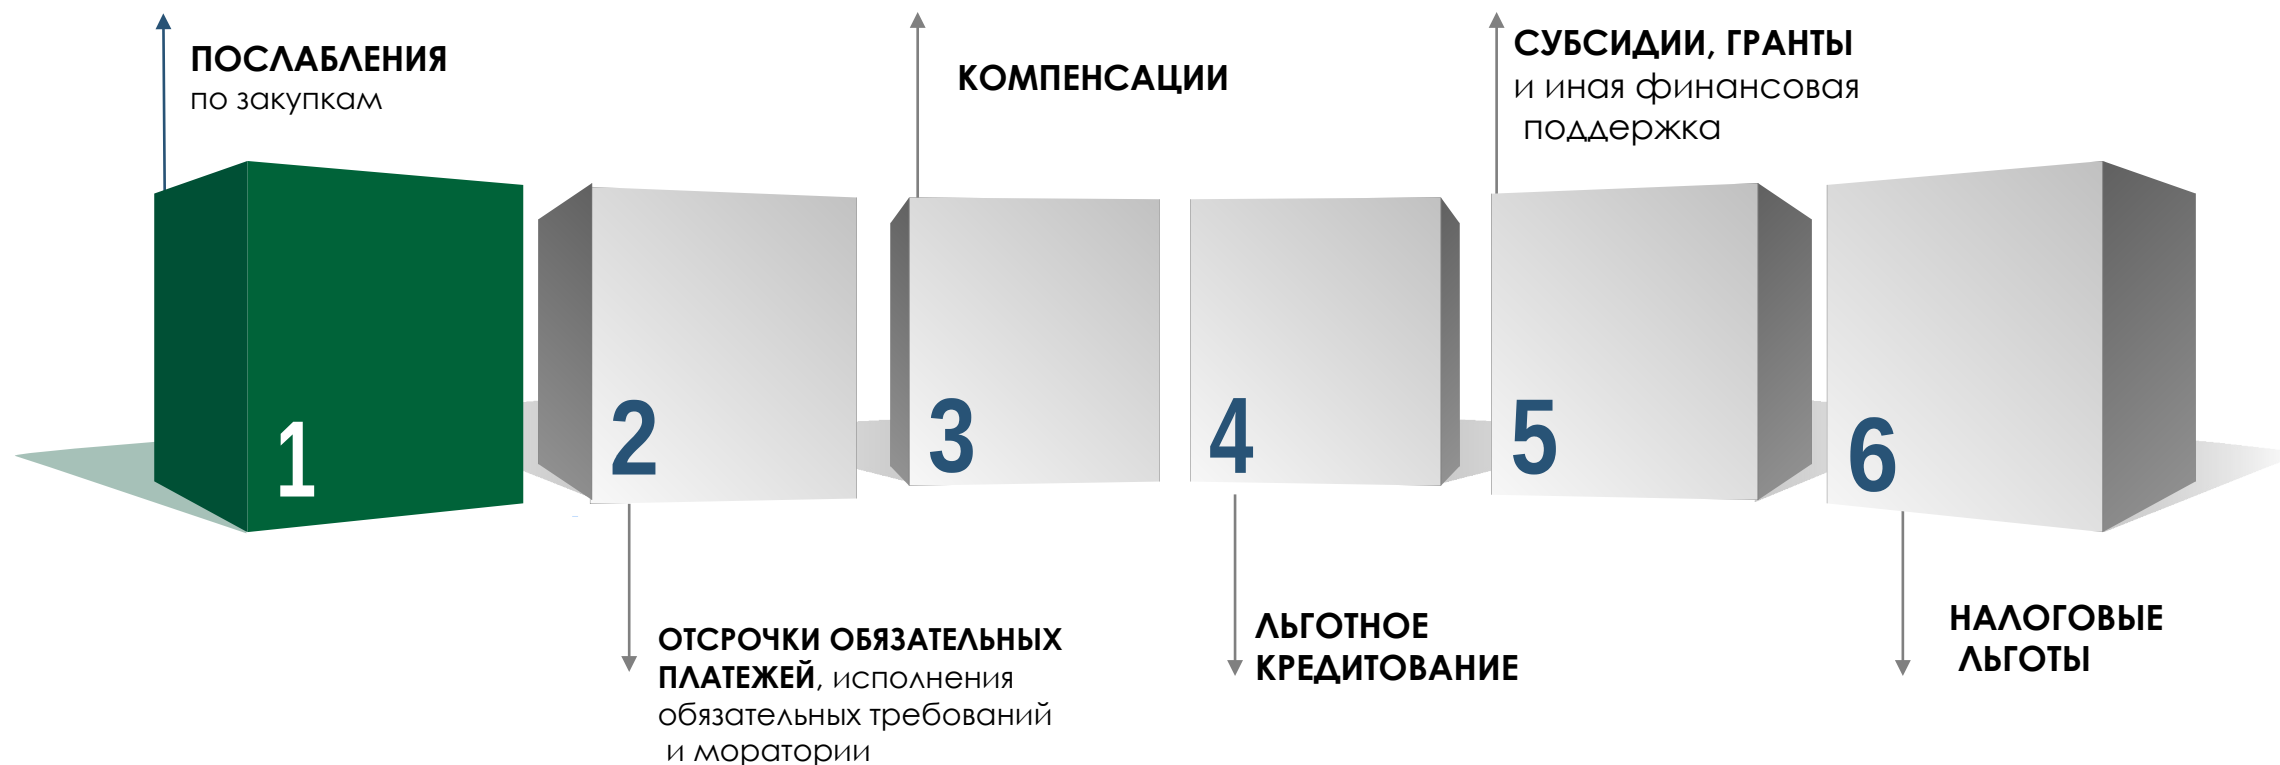 ПОСЛАБЛЕНИЯ
по закупкам
КОМПЕНСАЦИИ
СУБСИДИИ, ГРАНТЫ
и иная финансовая
поддержка
1
2
3
4
5
6
ОТСРОЧКИ ОБЯЗАТЕЛЬНЫХ
ПЛАТЕЖЕЙ, исполнения
обязательных требований
и моратории
ЛЬГОТНОЕ
КРЕДИТОВАНИЕ
НАЛОГОВЫЕ
ЛЬГОТЫ